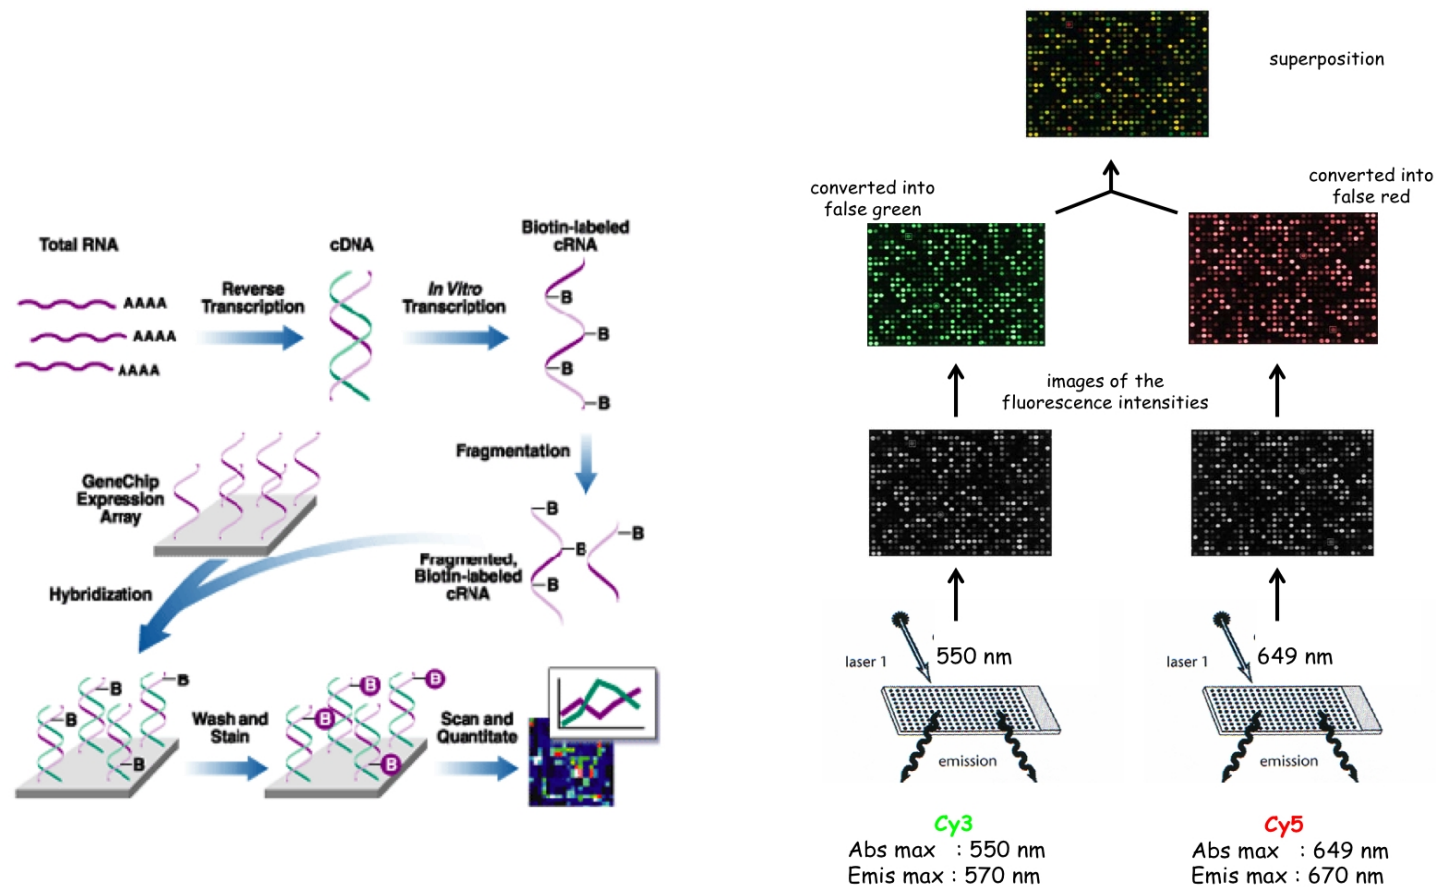 Total RNA
AAAA
AAAA
AAAA
Reverse
Transcription
cDNA
In Vitro
Transcription
Biotin-labeled
cRNA
B
B
B
B
Fragmentation
GeneChip
Expression
Array
B
B
B
B
Fragmented,
Biotin-labeled
cRNA
Hybridization
B
B
B
B
Wash and
Stain
B
B
B
B
Scan and
Quantitate
superposition
converted into
false green
converted into
false red
images of the
fluorescence intensities
laser 1
550 nm
emission
laser 1
649 nm
emission
Cy3
Abs max : 550 nm
Emis max : 570 nm
Cy5
Abs max : 649 nm
Emis max : 670 nm